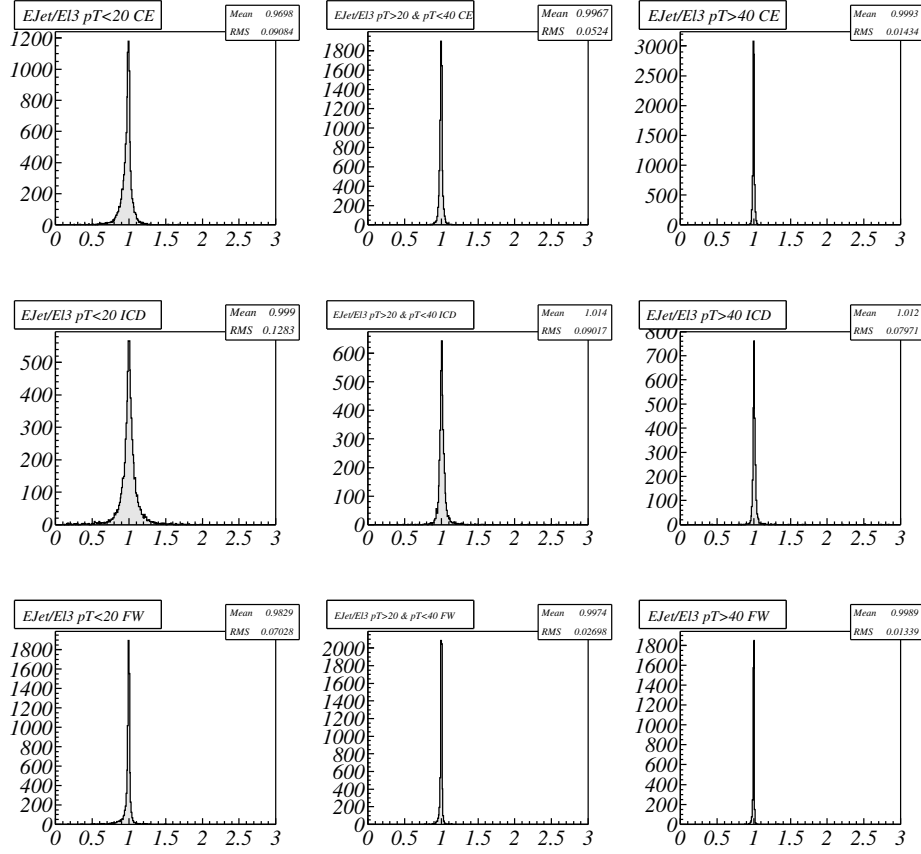 EJet/El3 pT<20 CE
Mean 0.9698
RMS 0.09084
1200
1000
800
600
400
200
0
0 0.5 1 1.5 2 2.5 3
EJet/El3 pT>20 & pT<40 CE
Mean 0.9967
RMS 0.0524
1800
1600
1400
1200
1000
800
600
400
200
0
0 0.5 1 1.5 2 2.5 3
EJet/El3 pT>40 CE
Mean 0.9993
RMS 0.01434
3000
2500
2000
1500
1000
500
0
0 0.5 1 1.5 2 2.5 3
EJet/El3 pT<20 ICD
Mean 0.999
RMS 0.1283
500
400
300
200
100
0
0 0.5 1 1.5 2 2.5 3
EJet/El3 pT>20 & pT<40 ICD
Mean 1.014
RMS 0.09017
600
500
400
300
200
100
0
0 0.5 1 1.5 2 2.5 3
EJet/El3 pT>40 ICD
Mean 1.012
RMS 0.07971
800
700
600
500
400
300
200
100
0
0 0.5 1 1.5 2 2.5 3
EJet/El3 pT<20 FW
Mean 0.9829
RMS 0.07028
1800
1600
1400
1200
1000
800
600
400
200
0
0 0.5 1 1.5 2 2.5 3
EJet/El3 pT>20 & pT<40 FW
Mean 0.9974
RMS 0.02698
2000
1800
1600
1400
1200
1000
800
600
400
200
0
0 0.5 1 1.5 2 2.5 3
EJet/El3 pT>40 FW
Mean 0.9989
RMS 0.01339
1800
1600
1400
1200
1000
800
600
400
200
0
0 0.5 1 1.5 2 2.5 3